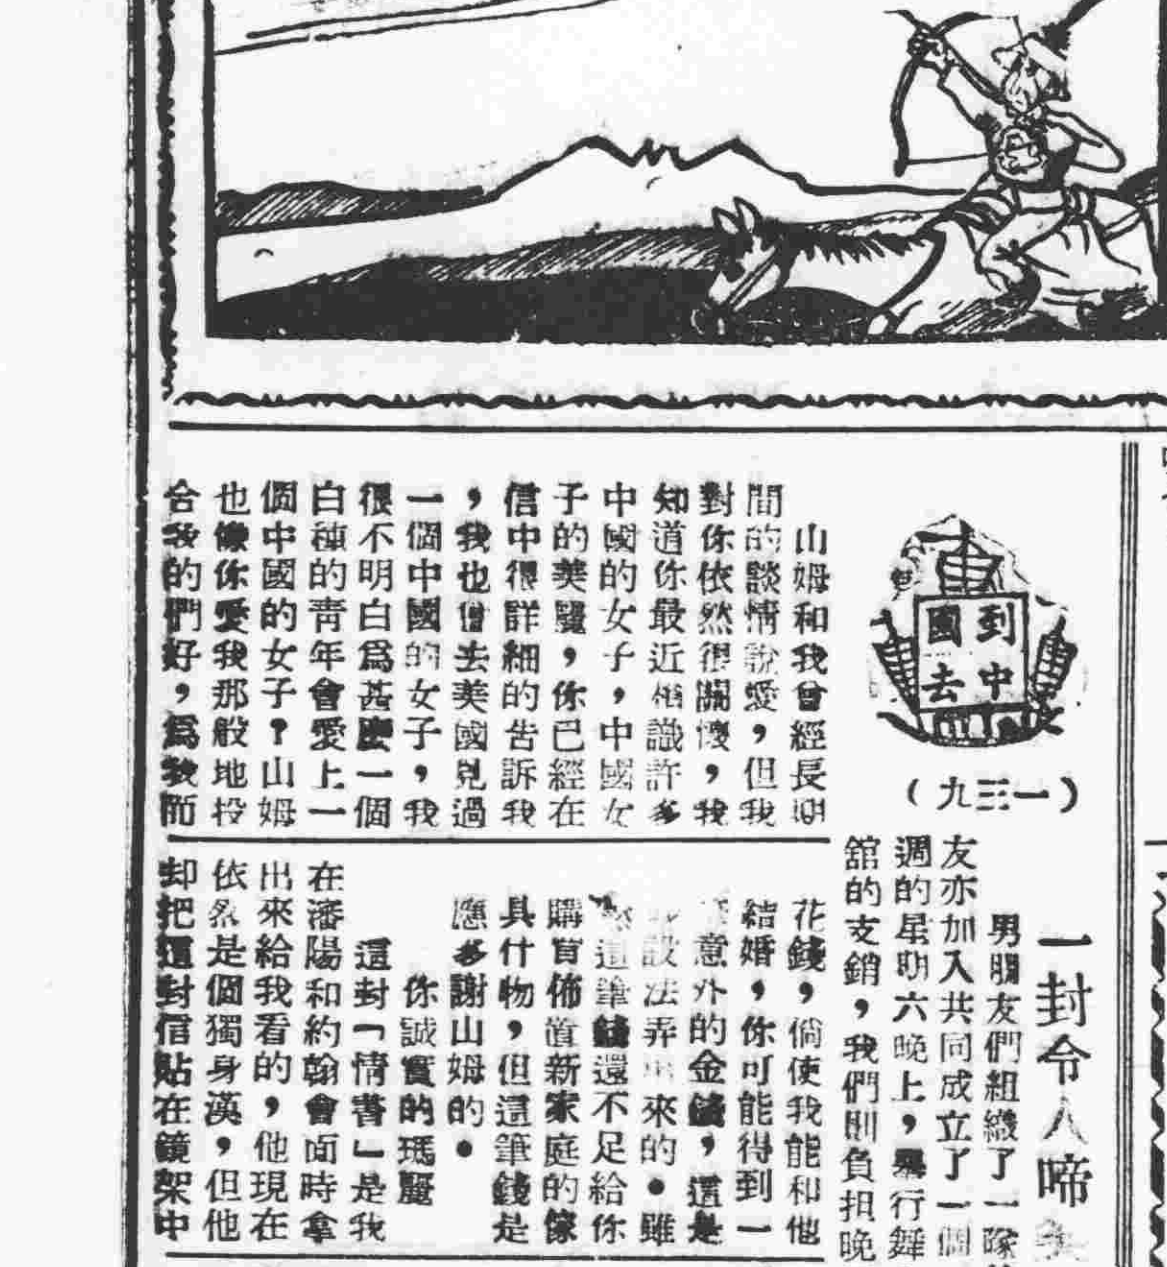 到中
國去
(一三九)
一封令人啼
男朋友們組織了一隊
友亦加入共同成立了一個
週的星期六晚上，舉行舞
館的支銷，我們則負担晚
山姆和我曾經長期
間的談情說愛，但我
對你依然很關懷，我
知道你最近相識許多
中國的女子，中國女
子的美麗，你已經在
信中很詳細的告訴我
，我也曾去美國見過
一個中國的女子，我
很不明白爲甚麽一個
白種的靑年會愛上一
個中國的女子？山姆
也像你愛我那般地投
合我的們好，爲我而
花錢，倘使我能和他
結婚，你可能得到一
意外的金錢，這是
設法弄出來的。雖
然這筆錢還不足給你
購買佈置新家庭的傢
具什物，但這筆錢是
應多謝山姆的。
你誠實的瑪麗
這封「情書」是我
在瀋陽和約翰會面時拿
出來給我看的，他現在
依然是個獨身漢，但他
却把這封信貼在鏡架中